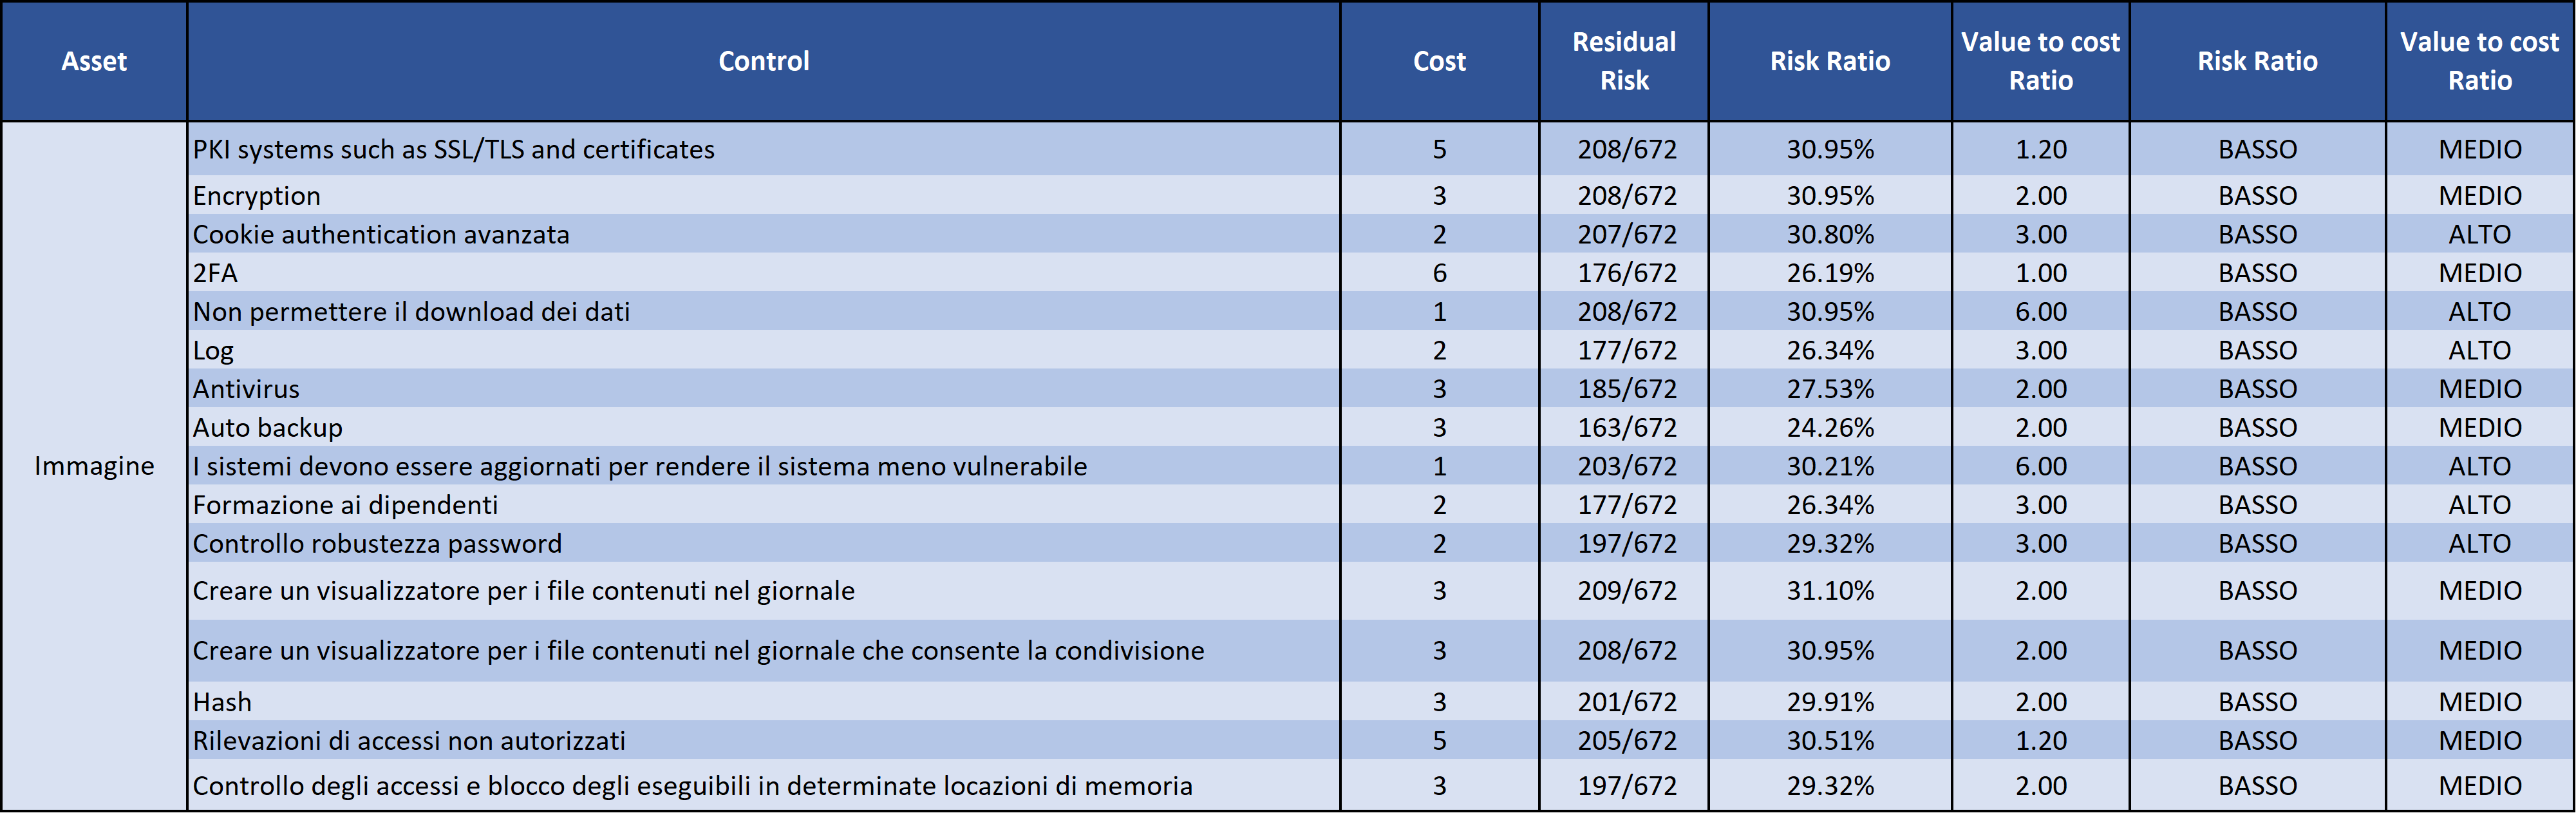 Asset Control Cost Residual Risk Risk Ratio Value to cost Ratio Risk Ratio Value to cost Ratio
Immagine
PKI systems such as SSL/TLS and certificates 5 208/672 30.95% 1.20 BASSO MEDIO
Encryption 3 208/672 30.95% 2.00 BASSO MEDIO
Cookie authentication avanzata 2 207/672 30.80% 3.00 BASSO ALTO
2FA 6 176/672 26.19% 1.00 BASSO MEDIO
Non permettere il download dei dati 1 208/672 30.95% 6.00 BASSO ALTO
Log 2 177/672 26.34% 3.00 BASSO ALTO
Antivirus 3 185/672 27.53% 2.00 BASSO MEDIO
Auto backup 3 163/672 24.26% 2.00 BASSO MEDIO
I sistemi devono essere aggiornati per rendere il sistema meno vulnerabile 1 203/672 30.21% 6.00 BASSO ALTO
Formazione ai dipendenti 2 177/672 26.34% 3.00 BASSO ALTO
Controllo robustezza password 2 197/672 29.32% 3.00 BASSO ALTO
Creare un visualizzatore per i file contenuti nel giornale 3 209/672 31.10% 2.00 BASSO MEDIO
Creare un visualizzatore per i file contenuti nel giornale che consente la condivisione 3 208/672 30.95% 2.00 BASSO MEDIO
Hash 3 201/672 29.91% 2.00 BASSO MEDIO
Rilevazioni di accessi non autorizzati 5 205/672 30.51% 1.20 BASSO MEDIO
Controllo degli accessi e blocco degli eseguibili in determinate locazioni di memoria 3 197/672 29.32% 2.00 BASSO MEDIO